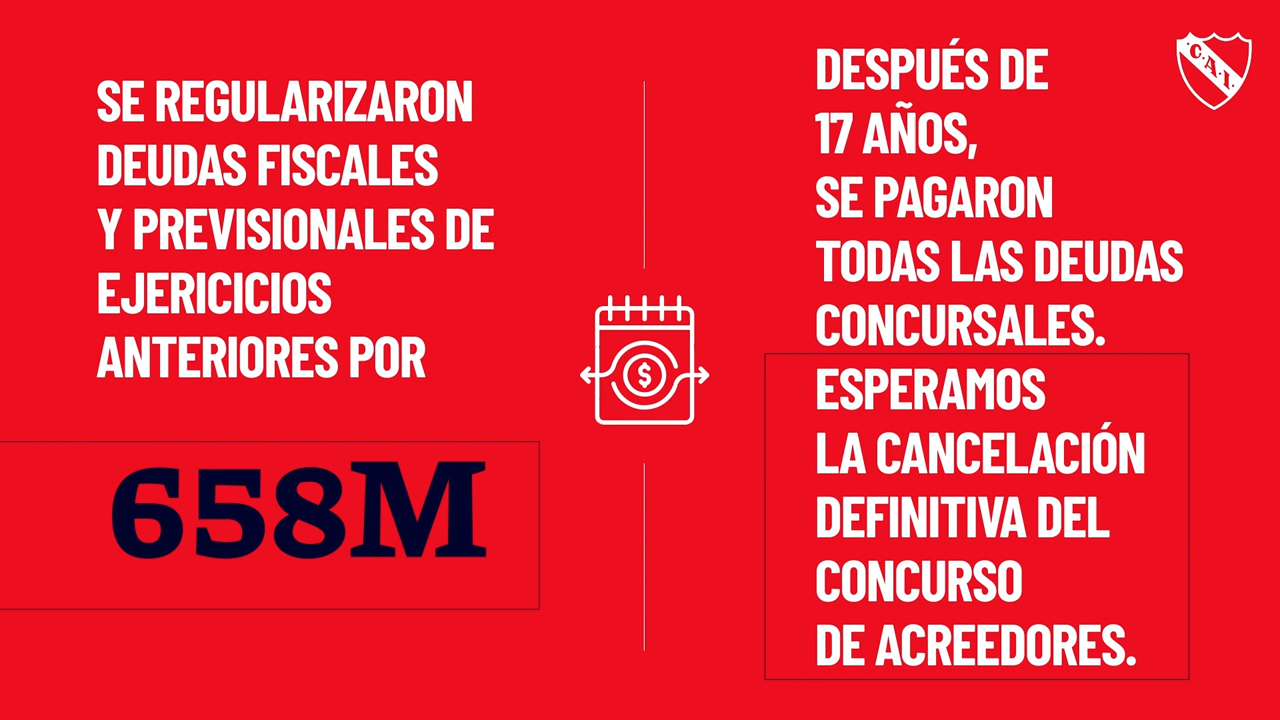 SE REGULARIZARON
DEUDAS FISCALES
Y PREVISIONALES DE
EJERICICIOS
ANTERIORES POR
658M
DESPUÉS DE
17 AÑOS,
SE PAGARON
TODAS LAS DEUDAS
CONCURSALES.
ESPERAMOS
LA CANCELACIÓN
DEFINITIVA DEL
CONCURSO
DE ACREEDORES.
$
C.A.I.